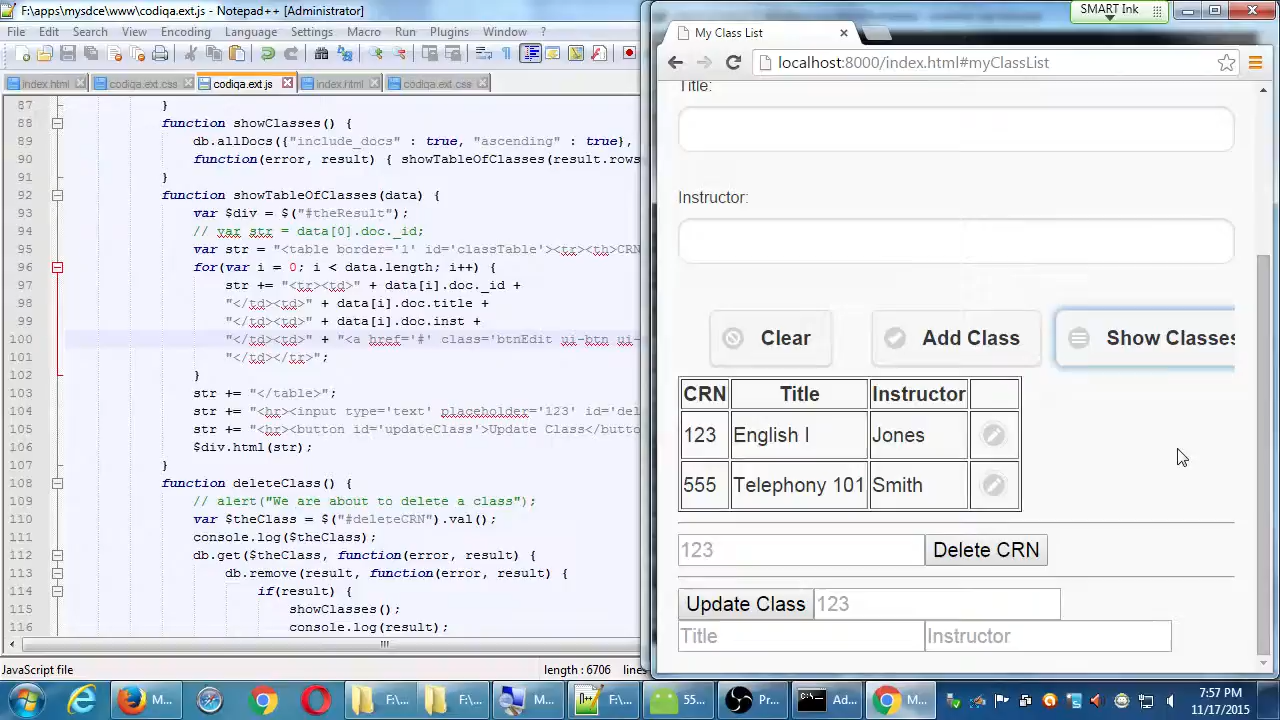 F:\apps\mysdce\www\codiqa.ext.js - Notepad++ [Administrator]
File Edit Search View Encoding Language Settings Macro Run Plugins Window ?
index.html codiqa.ext.css codiqa.ext.js index.html codiqa.ext.css
87 }
88 function showClasses() {
89 db.allDocs({"include_docs" : true, "ascending" : true},
90 function(error, result) { showTableOfClasses(result.rows
91 }
92 function showTableOfClasses(data) {
93 var $div = $("#theResult");
94 // var str = data[0].doc._id;
95 var str = "<table border='1' id='classTable'><tr><th>CRN
96 for(var i = 0; i < data.length; i++) {
97 str += "<tr><td>" + data[i].doc._id +
98 "</td><td>" + data[i].doc.title +
99 "</td><td>" + data[i].doc.inst +
100 "</td><td>" + "<a href='#' class='btnEdit ui-btn ui-
101 "</td></tr>";
102 }
103 str += "</table>";
104 str += "<hr><input type='text' placeholder='123' id='del
105 str += "<hr><button id='updateClass'>Update Class</butto
106 $div.html(str);
107 }
108 function deleteClass() {
109 // alert("We are about to delete a class");
110 var $theClass = $("#deleteCRN").val();
111 console.log($theClass);
112 db.get($theClass, function(error, result) {
113 db.remove(result, function(error, result) {
114 if(result) {
115 showClasses();
116 console.log(result);
JavaScript file length : 6706 lines
SMART Ink
My Class List
localhost:8000/index.html#myClassList
Title:
Instructor:
Clear Add Class Show Classes
CRN Title Instructor
123 English I Jones
555 Telephony 101 Smith
123 Delete CRN
Update Class 123
Title Instructor
M... F:\... F:\... M... F:\... 55... Pr... Ad... M...
7:57 PM
11/17/2015